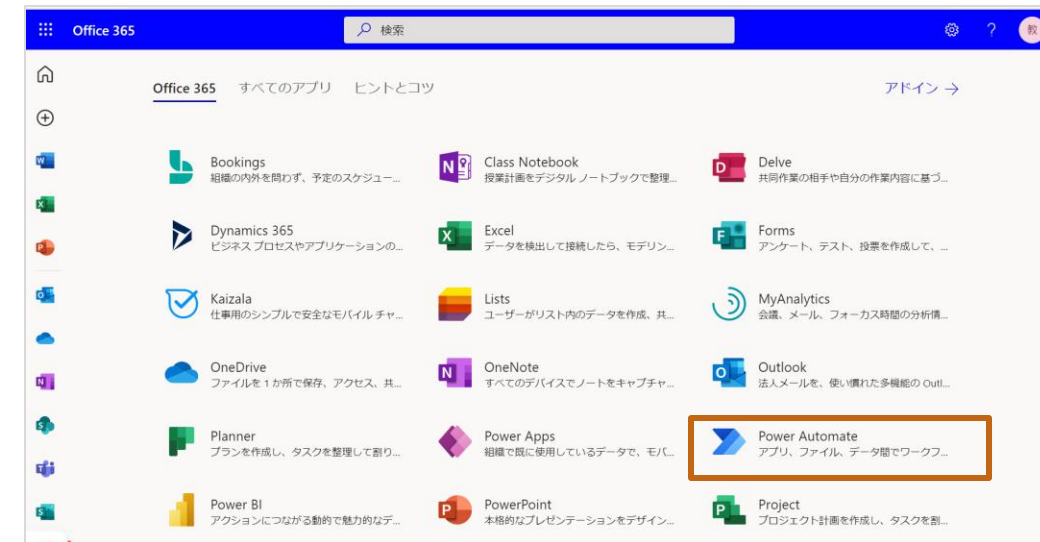 Office 365
検索
教
Office 365 すべてのアプリ ヒントとコツ アドイン →
Bookings
組織の内外を問わず、予定のスケジュー...
Class Notebook
授業計画をデジタル ノートブックで整理...
Delve
共同作業の相手や自分の作業内容に基づ...
Dynamics 365
ビジネス プロセスやアプリケーションの...
Excel
データを検出して接続したら、モデリン...
Forms
アンケート、テスト、投票を作成して、...
Kaizala
仕事用のシンプルで安全なモバイル チャ...
Lists
ユーザーがリスト内のデータを作成、共...
MyAnalytics
会議、メール、フォーカス時間の分析情...
OneDrive
ファイルを 1 か所で保存、アクセス、共...
OneNote
すべてのデバイスでノートをキャプチャ...
Outlook
法人メールを、使い慣れた多機能の Outl...
Planner
プランを作成し、タスクを整理して割り...
Power Apps
組織で既に使用しているデータで、モバ...
Power Automate
アプリ、ファイル、データ間でワークフ...
Power BI
アクションにつながる動的で魅力的なデ...
PowerPoint
本格的なプレゼンテーションをデザイン...
Project
プロジェクト計画を作成し、タスクを割...